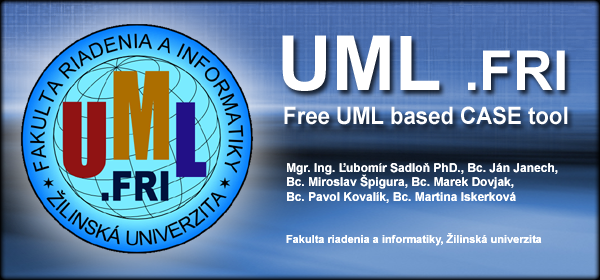 FAKULTA RIADENIA A INFORMATIKY
UML
.FRI
ŽILINSKÁ UNIVERZITA
UML .FRI
Free UML based CASE tool
Mgr. Ing. Ľubomír Sadloň PhD., Bc. Ján Janech,
Bc. Miroslav Špigura, Bc. Marek Dovjak,
Bc. Pavol Kovalík, Bc. Martina Iskerková
Fakulta riadenia a informatiky, Žilinská univerzita